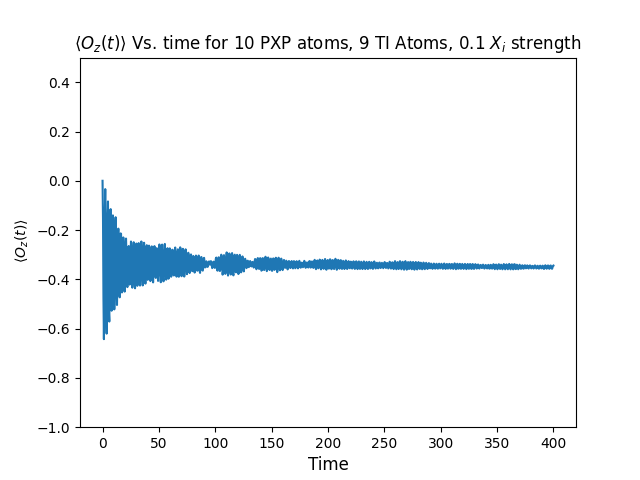 ⟨O_z(t)⟩ Vs. time for 10 PXP atoms, 9 TI Atoms, 0.1 X_i strength
0.4
0.2
0.0
−0.2
−0.4
−0.6
−0.8
−1.0
⟨O_z(t)⟩
0 50 100 150 200 250 300 350 400
Time